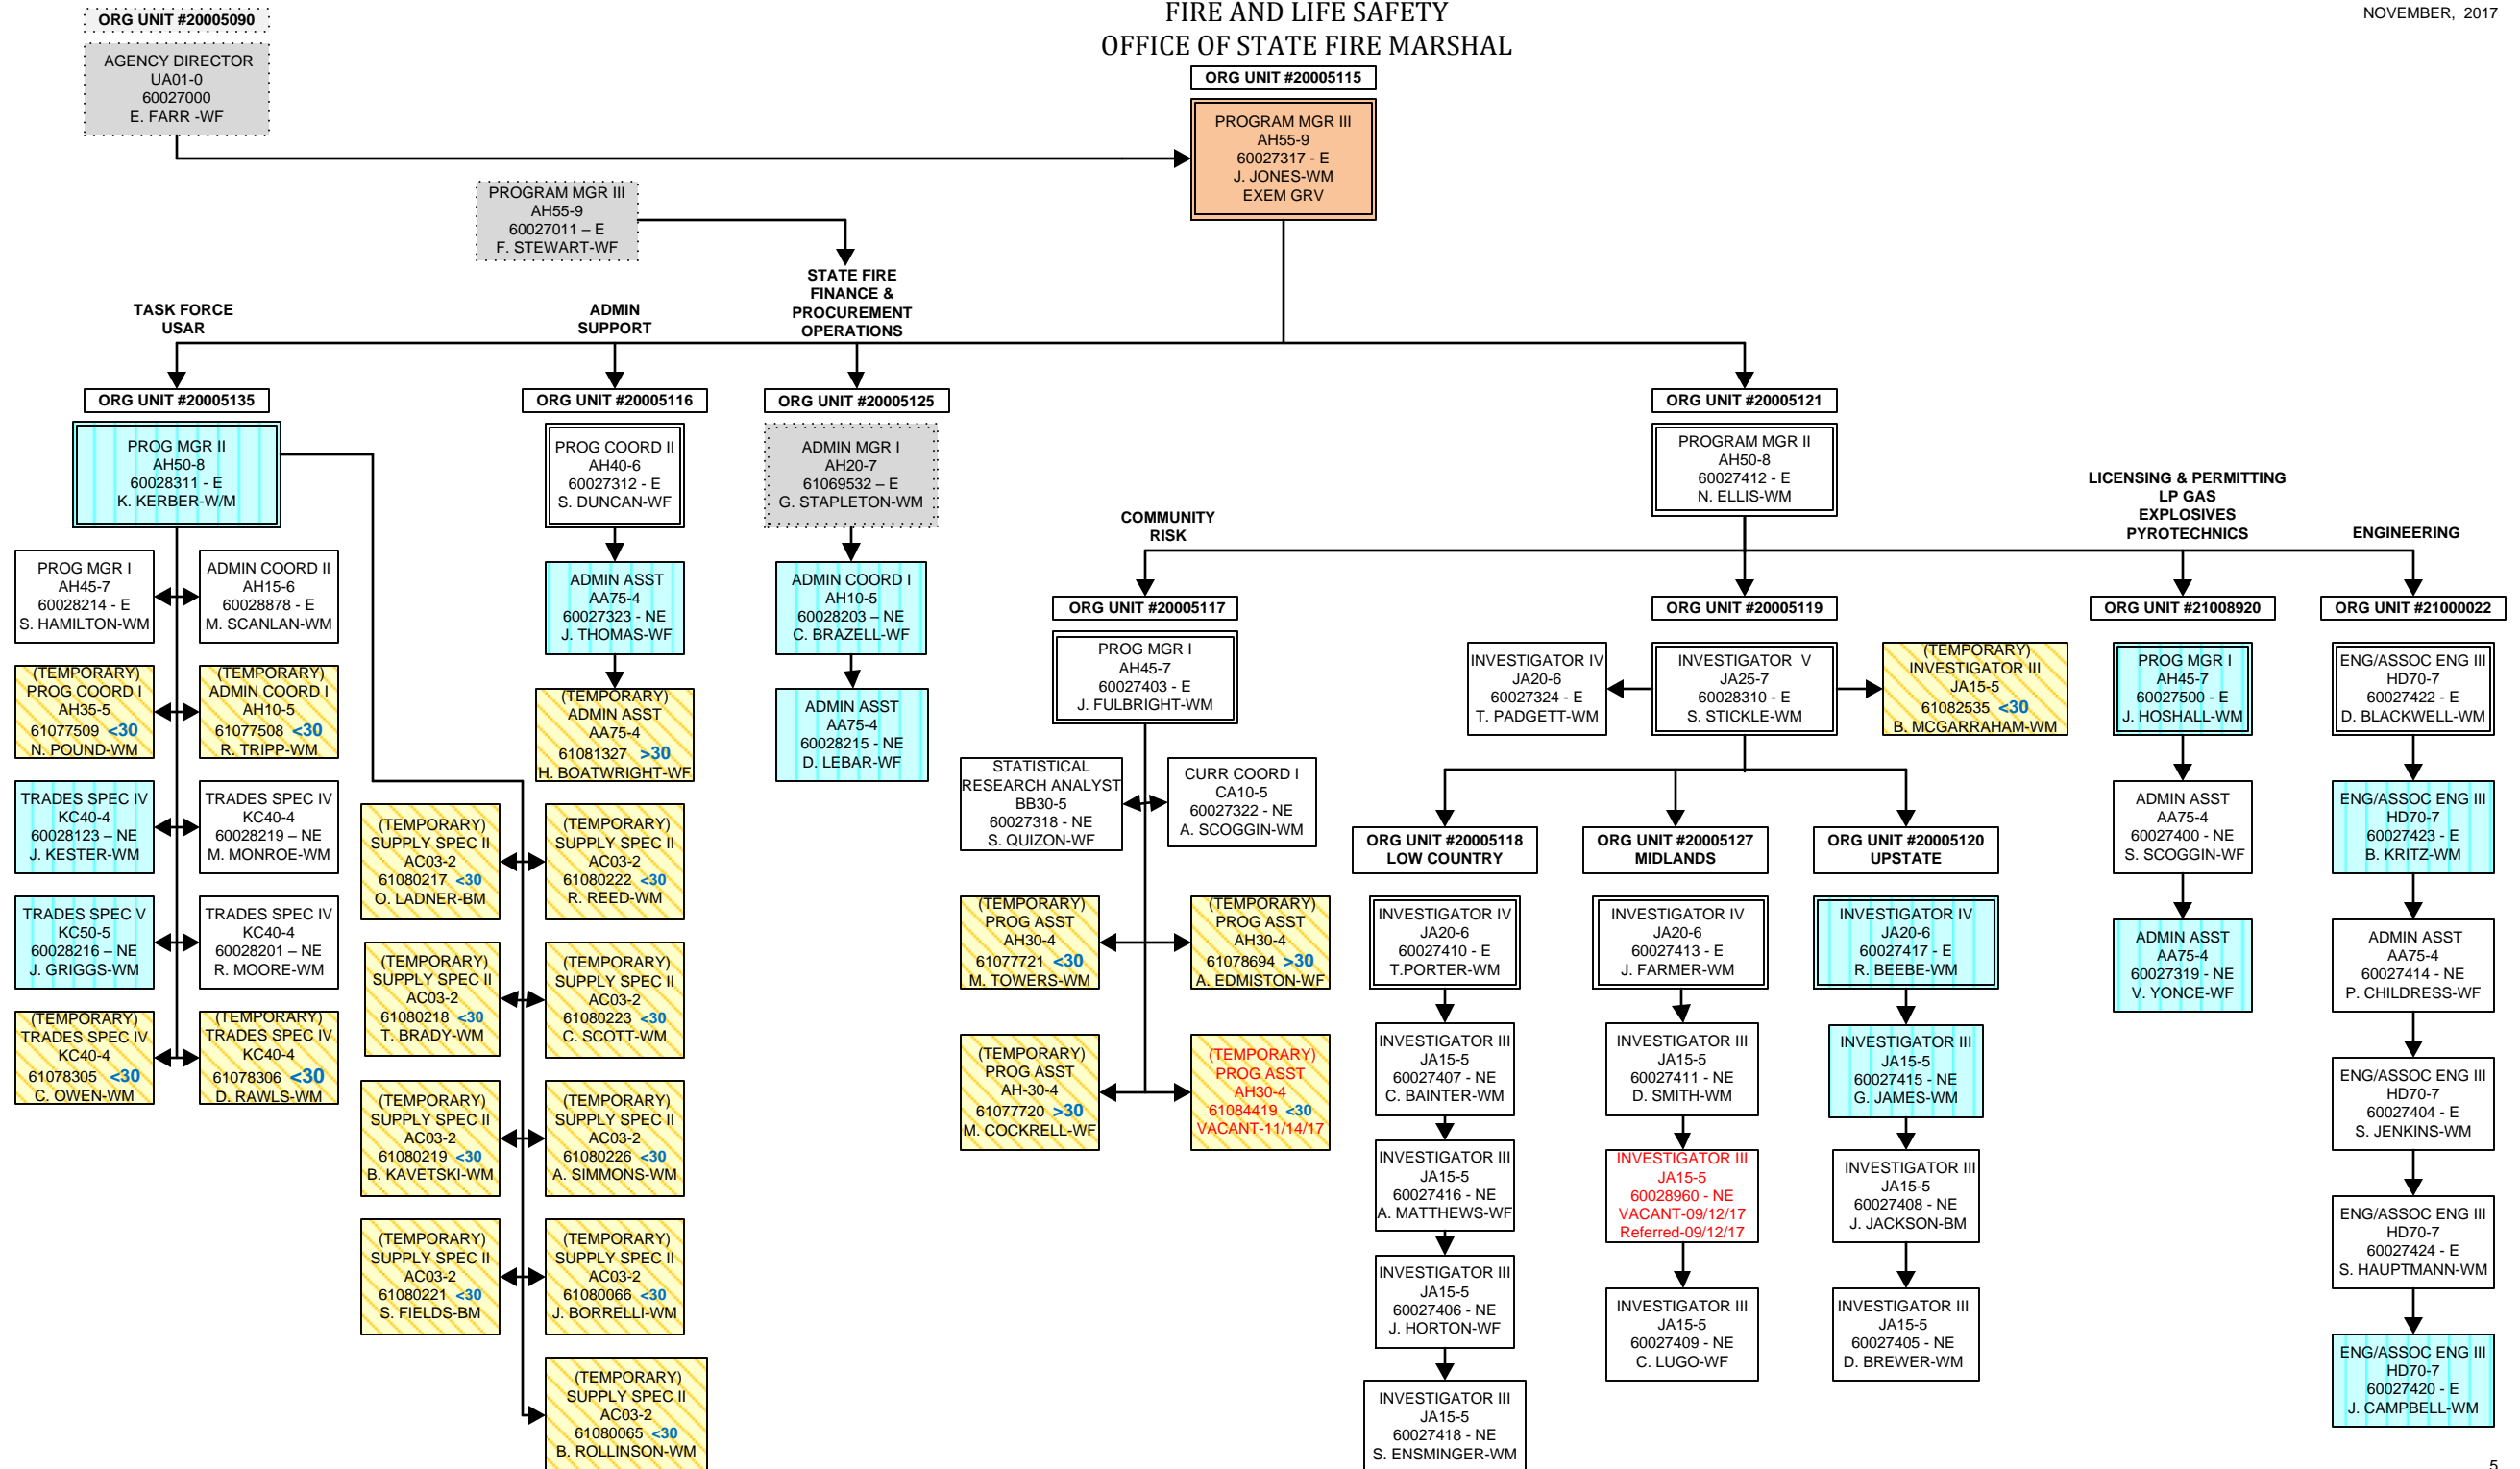 ORG UNIT #20005090
FIRE AND LIFE SAFETY
OFFICE OF STATE FIRE MARSHAL
NOVEMBER, 2017
AGENCY DIRECTOR
UA01-0
60027000
E. FARR -WF
ORG UNIT #20005115
PROGRAM MGR III
AH55-9
60027317 - E
J. JONES-WM
EXEM GRV
PROGRAM MGR III
AH55-9
60027011 – E
F. STEWART-WF
TASK FORCE
USAR
ADMIN
SUPPORT
STATE FIRE
FINANCE &
PROCUREMENT
OPERATIONS
ORG UNIT #20005135
PROG MGR II
AH50-8
60028311 - E
K. KERBER-W/M
PROG MGR I
AH45-7
60028214 - E
S. HAMILTON-WM
ADMIN COORD II
AH15-6
60028878 - E
M. SCANLAN-WM
(TEMPORARY)
PROG COORD I
AH35-5
61077509 <30
N. POUND-WM
(TEMPORARY)
ADMIN COORD I
AH10-5
61077508 <30
R. TRIPP-WM
TRADES SPEC IV
KC40-4
60028123 – NE
J. KESTER-WM
TRADES SPEC IV
KC40-4
60028219 – NE
M. MONROE-WM
TRADES SPEC V
KC50-5
60028216 – NE
J. GRIGGS-WM
TRADES SPEC IV
KC40-4
60028201 – NE
R. MOORE-WM
(TEMPORARY)
TRADES SPEC IV
KC40-4
61078305 <30
C. OWEN-WM
(TEMPORARY)
TRADES SPEC IV
KC40-4
61078306 <30
D. RAWLS-WM
(TEMPORARY)
SUPPLY SPEC II
AC03-2
61080217 <30
O. LADNER-BM
(TEMPORARY)
SUPPLY SPEC II
AC03-2
61080222 <30
R. REED-WM
(TEMPORARY)
SUPPLY SPEC II
AC03-2
61080218 <30
T. BRADY-WM
(TEMPORARY)
SUPPLY SPEC II
AC03-2
61080223 <30
C. SCOTT-WM
(TEMPORARY)
SUPPLY SPEC II
AC03-2
61080219 <30
B. KAVETSKI-WM
(TEMPORARY)
SUPPLY SPEC II
AC03-2
61080226 <30
A. SIMMONS-WM
(TEMPORARY)
SUPPLY SPEC II
AC03-2
61080221 <30
S. FIELDS-BM
(TEMPORARY)
SUPPLY SPEC II
AC03-2
61080066 <30
J. BORRELLI-WM
(TEMPORARY)
SUPPLY SPEC II
AC03-2
61080065 <30
B. ROLLINSON-WM
ORG UNIT #20005116
PROG COORD II
AH40-6
60027312 - E
S. DUNCAN-WF
ADMIN ASST
AA75-4
60027323 - NE
J. THOMAS-WF
(TEMPORARY)
ADMIN ASST
AA75-4
61081327 >30
H. BOATWRIGHT-WF
ORG UNIT #20005125
ADMIN MGR I
AH20-7
61069532 – E
G. STAPLETON-WM
ADMIN COORD I
AH10-5
60028203 – NE
C. BRAZELL-WF
ADMIN ASST
AA75-4
60028215 - NE
D. LEBAR-WF
ORG UNIT #20005121
PROGRAM MGR II
AH50-8
60027412 - E
N. ELLIS-WM
COMMUNITY
RISK
LICENSING & PERMITTING
LP GAS
EXPLOSIVES
PYROTECHNICS
ENGINEERING
ORG UNIT #20005117
PROG MGR I
AH45-7
60027403 - E
J. FULBRIGHT-WM
STATISTICAL
RESEARCH ANALYST
BB30-5
60027318 - NE
S. QUIZON-WF
CURR COORD I
CA10-5
60027322 - NE
A. SCOGGIN-WM
(TEMPORARY)
PROG ASST
AH30-4
61077721 <30
M. TOWERS-WM
(TEMPORARY)
PROG ASST
AH30-4
61078694 >30
A. EDMISTON-WF
(TEMPORARY)
PROG ASST
AH-30-4
61077720 >30
M. COCKRELL-WF
(TEMPORARY)
PROG ASST
AH30-4
61084419 <30
VACANT-11/14/17
ORG UNIT #20005119
INVESTIGATOR IV
JA20-6
60027324 - E
T. PADGETT-WM
INVESTIGATOR V
JA25-7
60028310 - E
S. STICKLE-WM
(TEMPORARY)
INVESTIGATOR III
JA15-5
61082535 <30
B. MCGARRAHAM-WM
ORG UNIT #20005118
LOW COUNTRY
INVESTIGATOR IV
JA20-6
60027410 - E
T.PORTER-WM
INVESTIGATOR III
JA15-5
60027407 - NE
C. BAINTER-WM
INVESTIGATOR III
JA15-5
60027416 - NE
A. MATTHEWS-WF
INVESTIGATOR III
JA15-5
60027406 - NE
J. HORTON-WF
INVESTIGATOR III
JA15-5
60027418 - NE
S. ENSMINGER-WM
ORG UNIT #20005127
MIDLANDS
INVESTIGATOR IV
JA20-6
60027413 - E
J. FARMER-WM
INVESTIGATOR III
JA15-5
60027411 - NE
D. SMITH-WM
INVESTIGATOR III
JA15-5
60028960 - NE
VACANT-09/12/17
Referred-09/12/17
INVESTIGATOR III
JA15-5
60027409 - NE
C. LUGO-WF
ORG UNIT #20005120
UPSTATE
INVESTIGATOR IV
JA20-6
60027417 - E
R. BEEBE-WM
INVESTIGATOR III
JA15-5
60027415 - NE
G. JAMES-WM
INVESTIGATOR III
JA15-5
60027408 - NE
J. JACKSON-BM
INVESTIGATOR III
JA15-5
60027405 - NE
D. BREWER-WM
ORG UNIT #21008920
PROG MGR I
AH45-7
60027500 - E
J. HOSHALL-WM
ADMIN ASST
AA75-4
60027400 - NE
S. SCOGGIN-WF
ADMIN ASST
AA75-4
60027319 - NE
V. YONCE-WF
ORG UNIT #21000022
ENG/ASSOC ENG III
HD70-7
60027422 - E
D. BLACKWELL-WM
ENG/ASSOC ENG III
HD70-7
60027423 - E
B. KRITZ-WM
ADMIN ASST
AA75-4
60027414 - NE
P. CHILDRESS-WF
ENG/ASSOC ENG III
HD70-7
60027404 - E
S. JENKINS-WM
ENG/ASSOC ENG III
HD70-7
60027424 - E
S. HAUPTMANN-WM
ENG/ASSOC ENG III
HD70-7
60027420 - E
J. CAMPBELL-WM
5